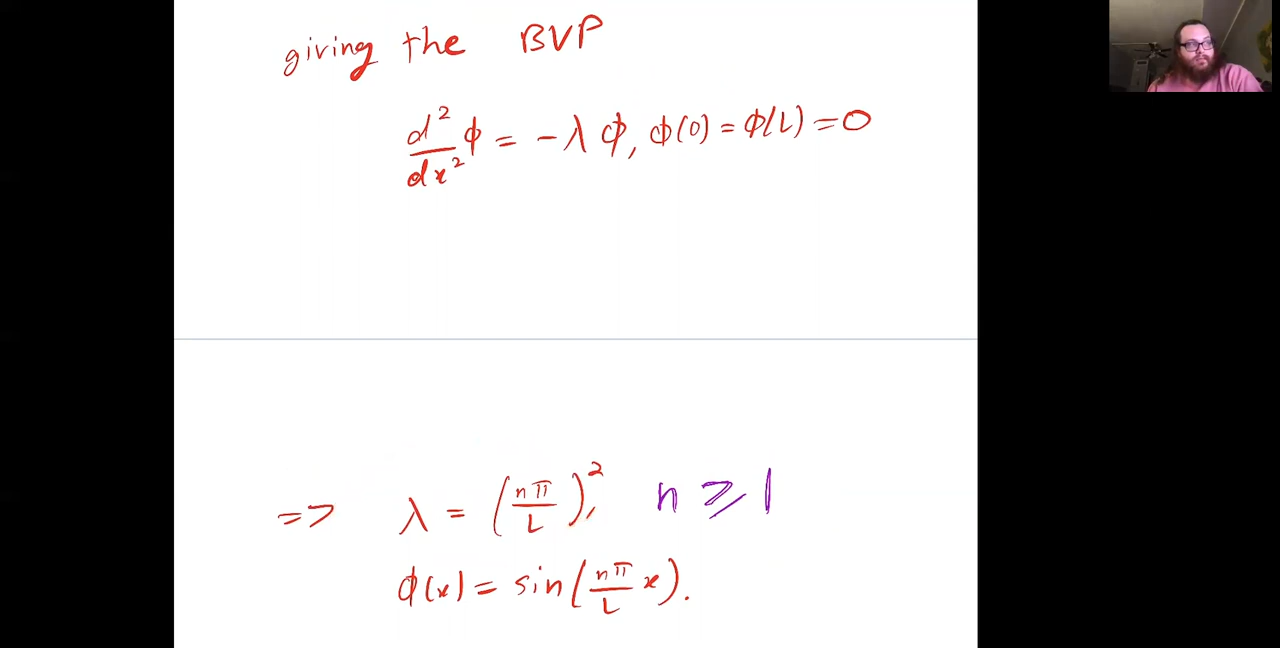 giving the BVP
d²/dx² ϕ = -λ ϕ, ϕ(0) = ϕ(L) = 0
=> λ = (nπ/L)², n ⩾ 1
ϕ(x) = sin(nπ/L x).